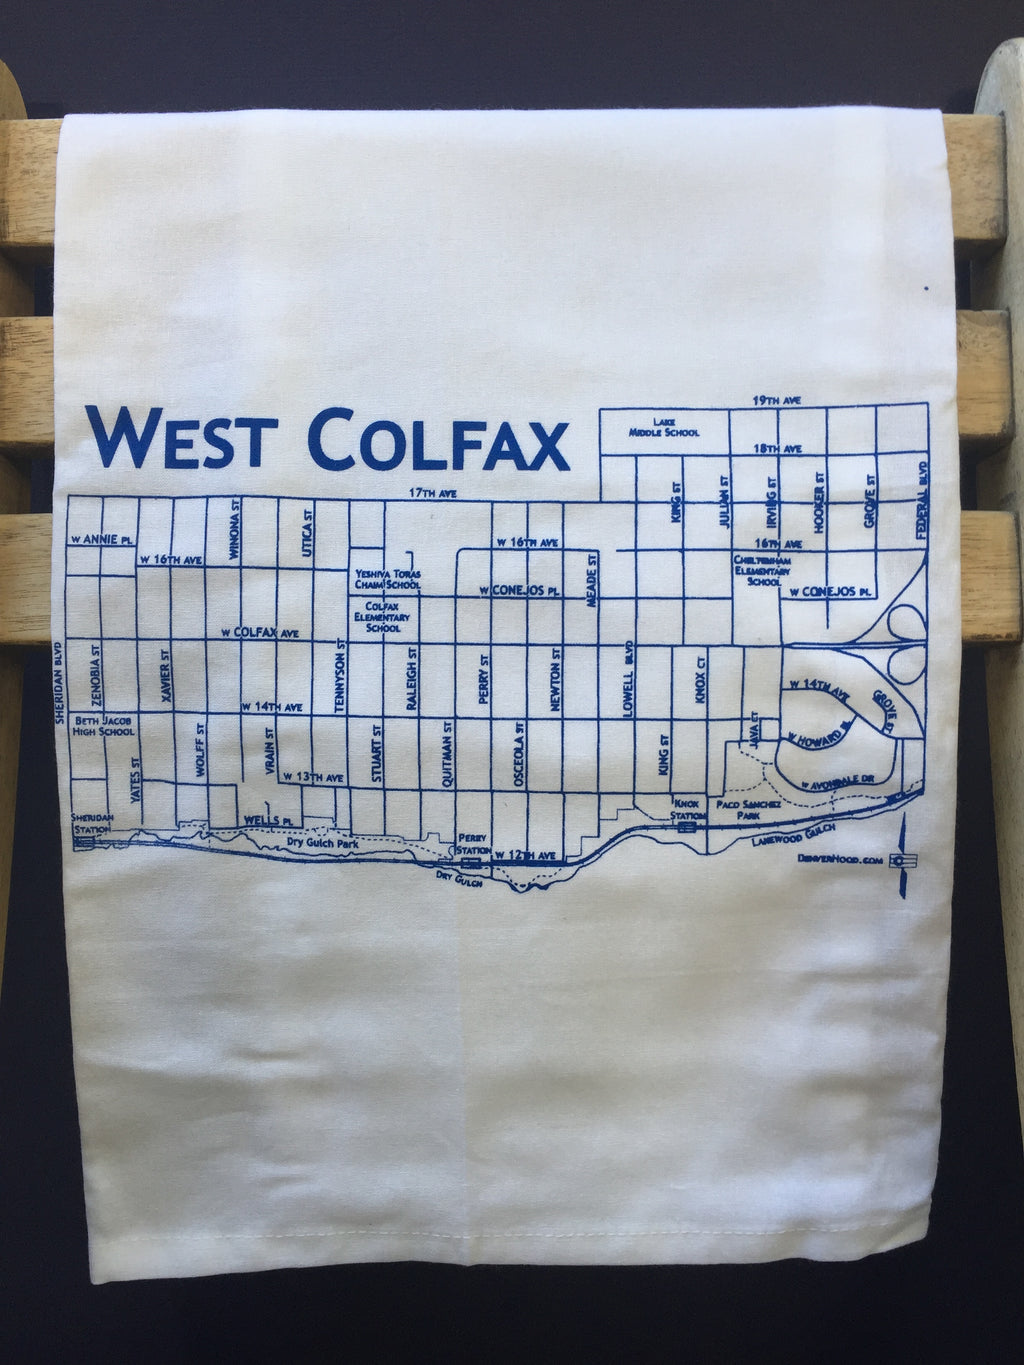 West Colfax
19th Ave
Lake
Middle School
18th Ave
17th Ave
Winona St
Utica St
King St
Julian St
Irving St
Hooker St
Grove St
Federal Blvd
W Annie Pl
W 16th Ave
W 16th Ave
16th Ave
Yeshiva Toras
Chaim School
Cheltenham
Elementary
School
W Conejos Pl
W Conejos Pl
Meade St
Colfax
Elementary
School
W Colfax Ave
Sheridan Blvd
Zenobia St
Xavier St
Tennyson St
Raleigh St
Perry St
Newton St
Lowell Blvd
Knox Ct
W 14th Ave
Grove St
W 14th Ave
Beth Jacob
High School
Yates St
Wolff St
Vrain St
Stuart St
Quitman St
Osceola St
King St
Java Ct
W Howard Pl
W 13th Ave
W Avondale Dr
Sheridan
Station
Wells Pl
Dry Gulch Park
Perry
Station
Knox
Station
Paco Sanchez
Park
W 12th Ave
Lakewood Gulch
Dry Gulch
DenverHood.com